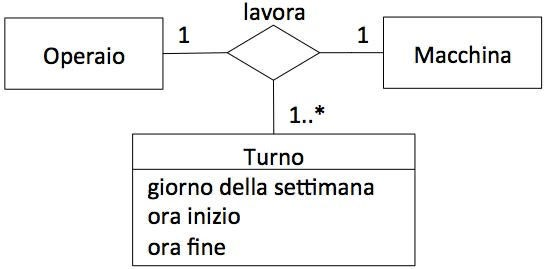 lavora
Operaio
1
1
Macchina
1..*
Turno
giorno della settimana
ora inizio
ora fine